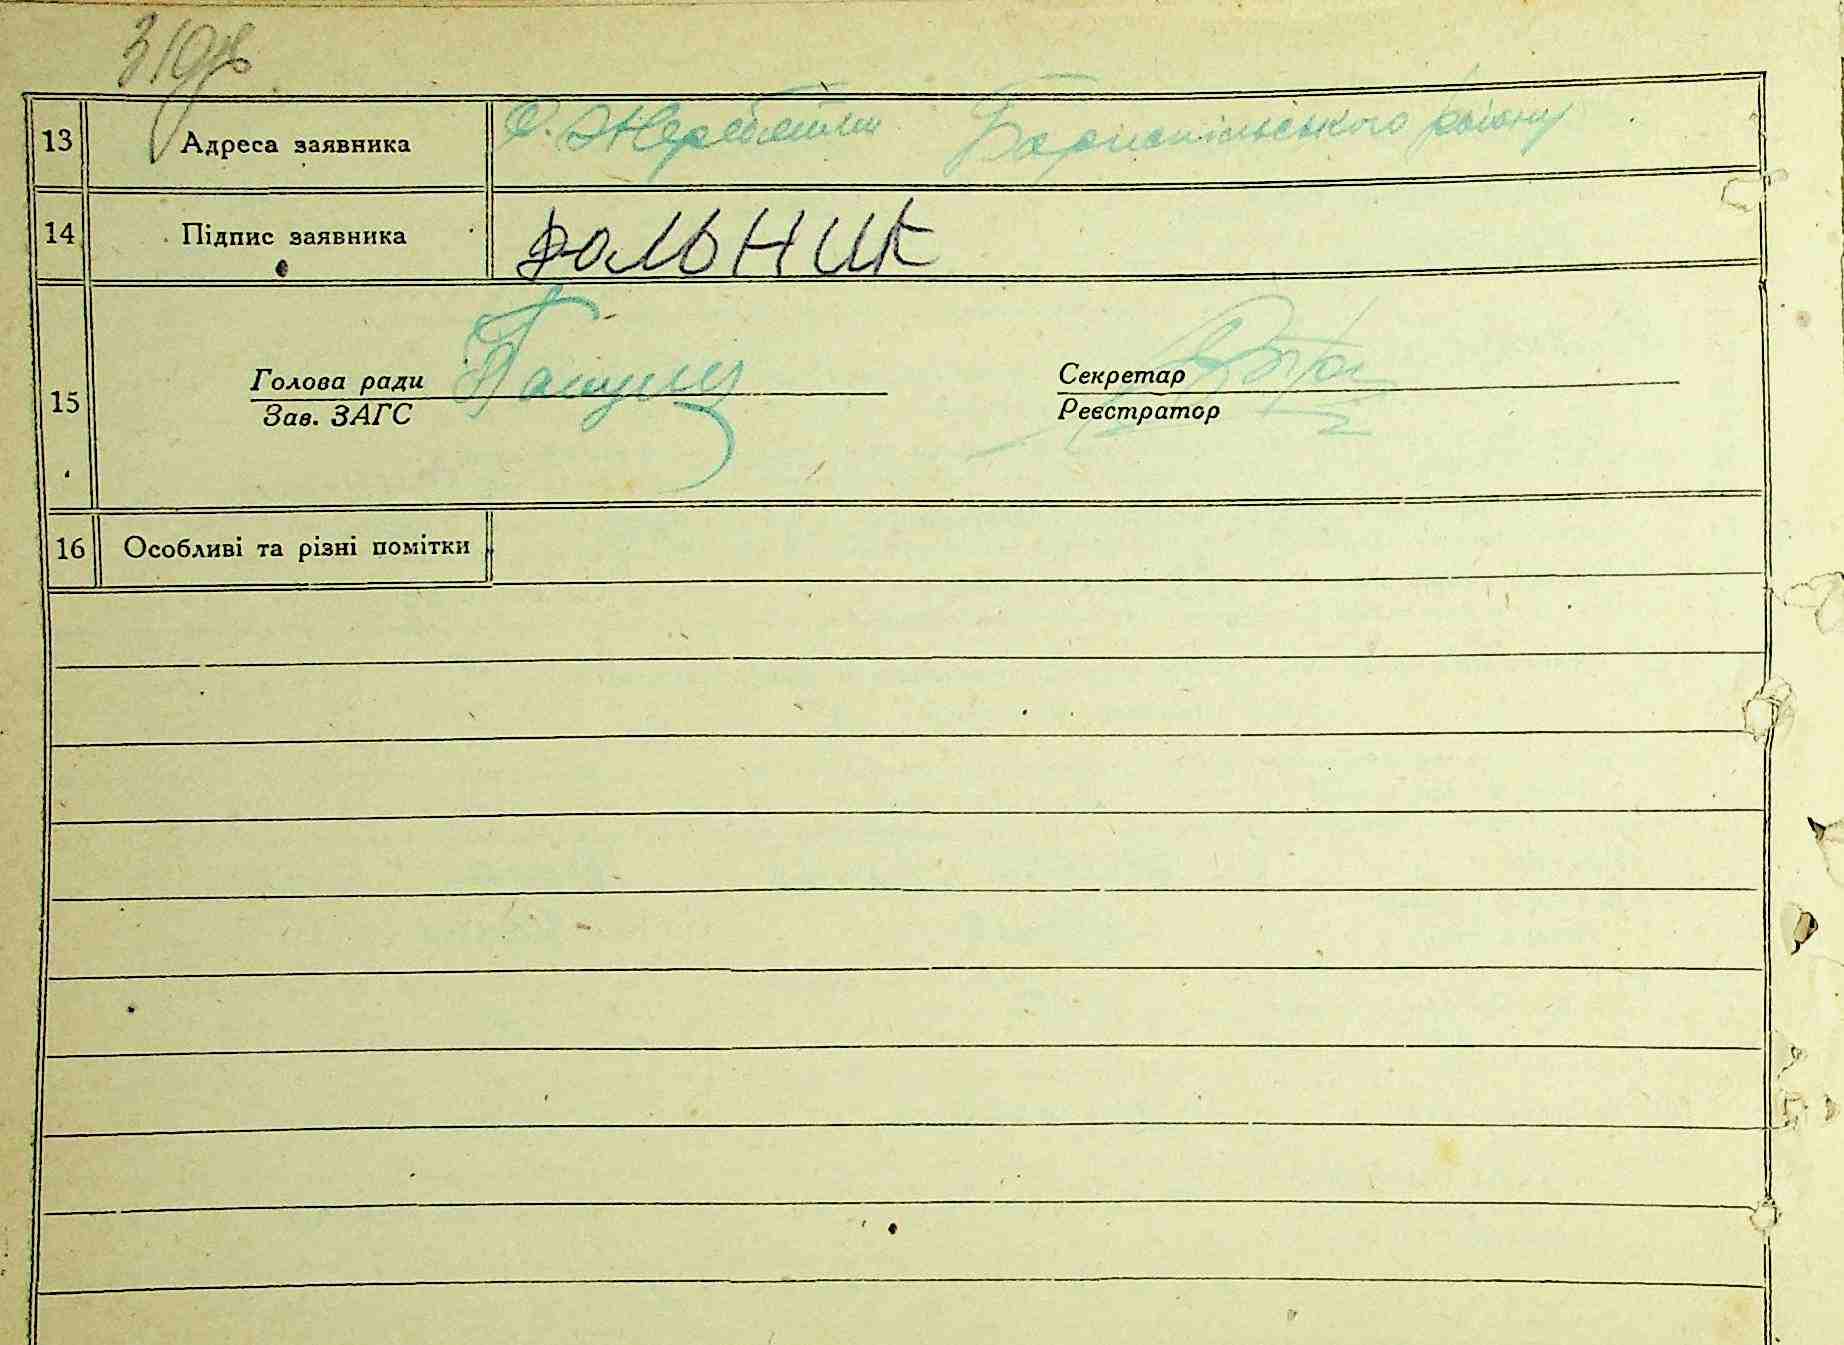 319
13 Адреса заявника с. Жеребятин Бориспільського району
14 Підпис заявника дольник
Голова ради Секретар
15
Зав. ЗАГС Реєстратор
16 Особливі та різні помітки